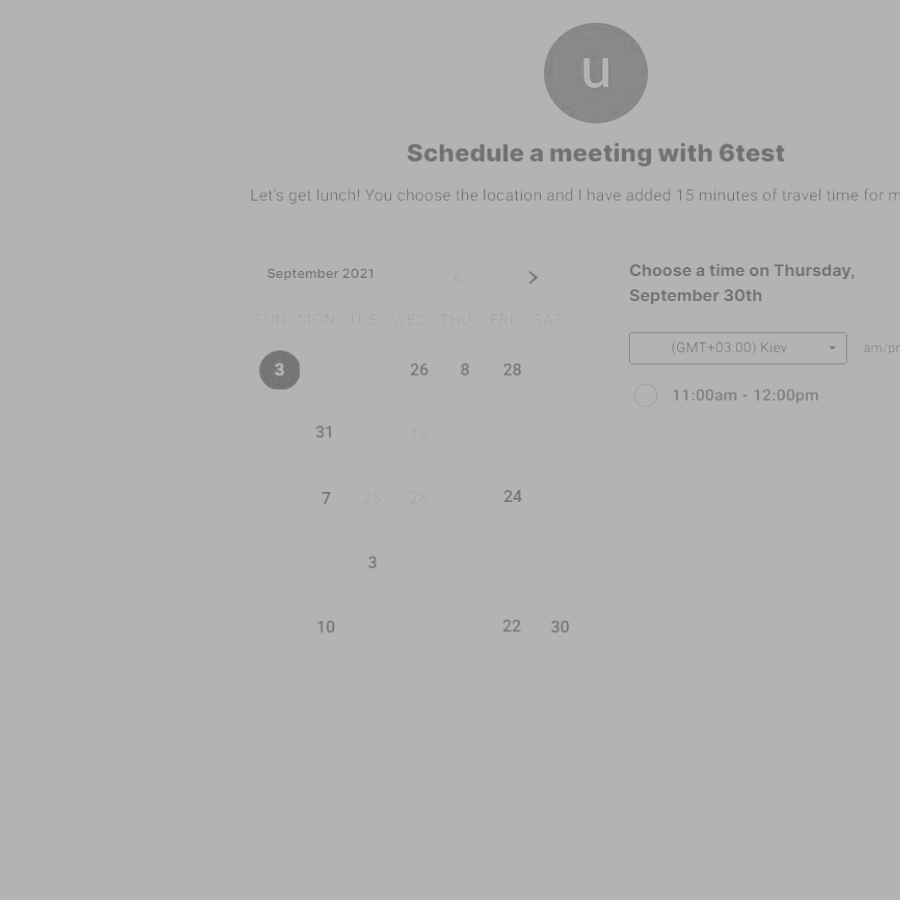 u
Schedule a meeting with 6test
Let's get lunch! You choose the location and I have added 15 minutes of travel time for
September 2021
SUN MON TUE WED THU FRI SAT
3 26 8 28
31 19
7 28 28 24
3
10 22 30
Choose a time on Thursday,
September 30th
(GMT+03:00) Kiev
11:00am - 12:00pm